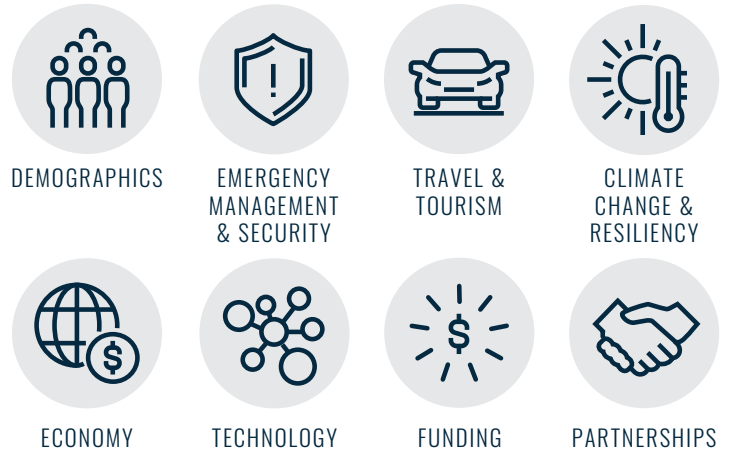 DEMOGRAPHICS
EMERGENCY
MANAGEMENT
& SECURITY
TRAVEL &
TOURISM
CLIMATE
CHANGE &
RESILIENCY
$
ECONOMY
TECHNOLOGY
$
FUNDING
PARTNERSHIPS